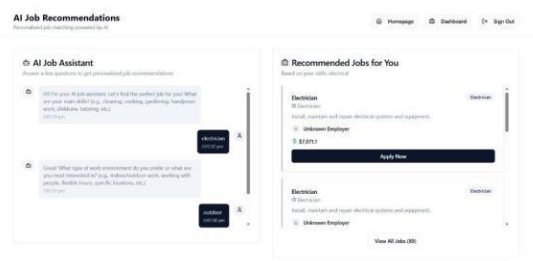 AI Job Recommendations
Personalized job matching powered by AI
Homepage
Dashboard
Sign Out
AI Job Assistant
Answer a few questions to get personalized job recommendations
Hi! I'm your AI job assistant. Let's find the perfect job for you! What
are your main skills? (e.g., cleaning, cooking, gardening, handyman
work, childcare, tutoring, etc.)
electrician
Great! What type of work environment do you prefer or what are
you most interested in? (e.g., indoor/outdoor work, working with
people, flexible hours, specific locations, etc.)
outdoor
Recommended Jobs for You
Based on your skills: electrical
Electrician
Electrician
Electrician
Install, maintain and repair electrical systems and equipment.
Unknown Employer
Apply Now
Electrician
Electrician
Electrician
Install, maintain and repair electrical systems and equipment.
Unknown Employer
View All Jobs (89)